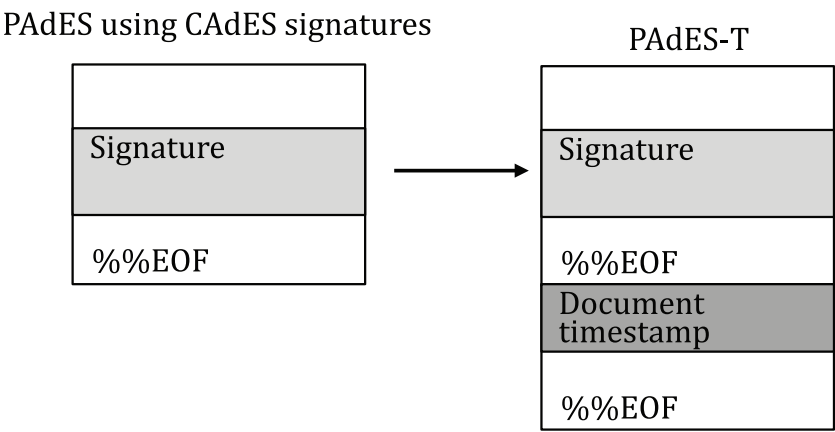 PAdES using CAdES signatures
Signature
%%EOF
PAdES-T
Signature
%%EOF
Document
timestamp
%%EOF